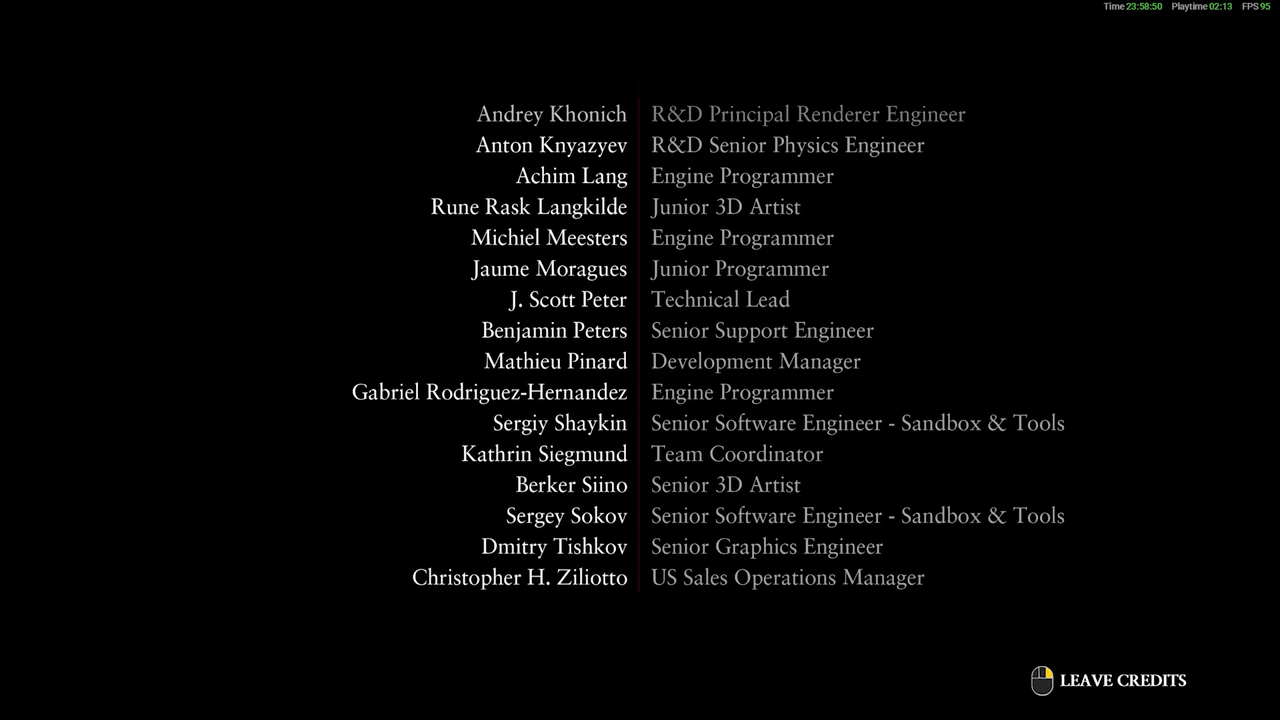 Time 23:58:50 Playtime 02:13 FPS 95
Andrey Khonich R&D Principal Renderer Engineer
Anton Knyazyev R&D Senior Physics Engineer
Achim Lang Engine Programmer
Rune Rask Langkilde Junior 3D Artist
Michiel Meesters Engine Programmer
Jaume Moragues Junior Programmer
J. Scott Peter Technical Lead
Benjamin Peters Senior Support Engineer
Mathieu Pinard Development Manager
Gabriel Rodriguez-Hernandez Engine Programmer
Sergiy Shaykin Senior Software Engineer - Sandbox & Tools
Kathrin Siegmund Team Coordinator
Berker Siino Senior 3D Artist
Sergey Sokov Senior Software Engineer - Sandbox & Tools
Dmitry Tishkov Senior Graphics Engineer
Christopher H. Ziliotto US Sales Operations Manager
LEAVE CREDITS